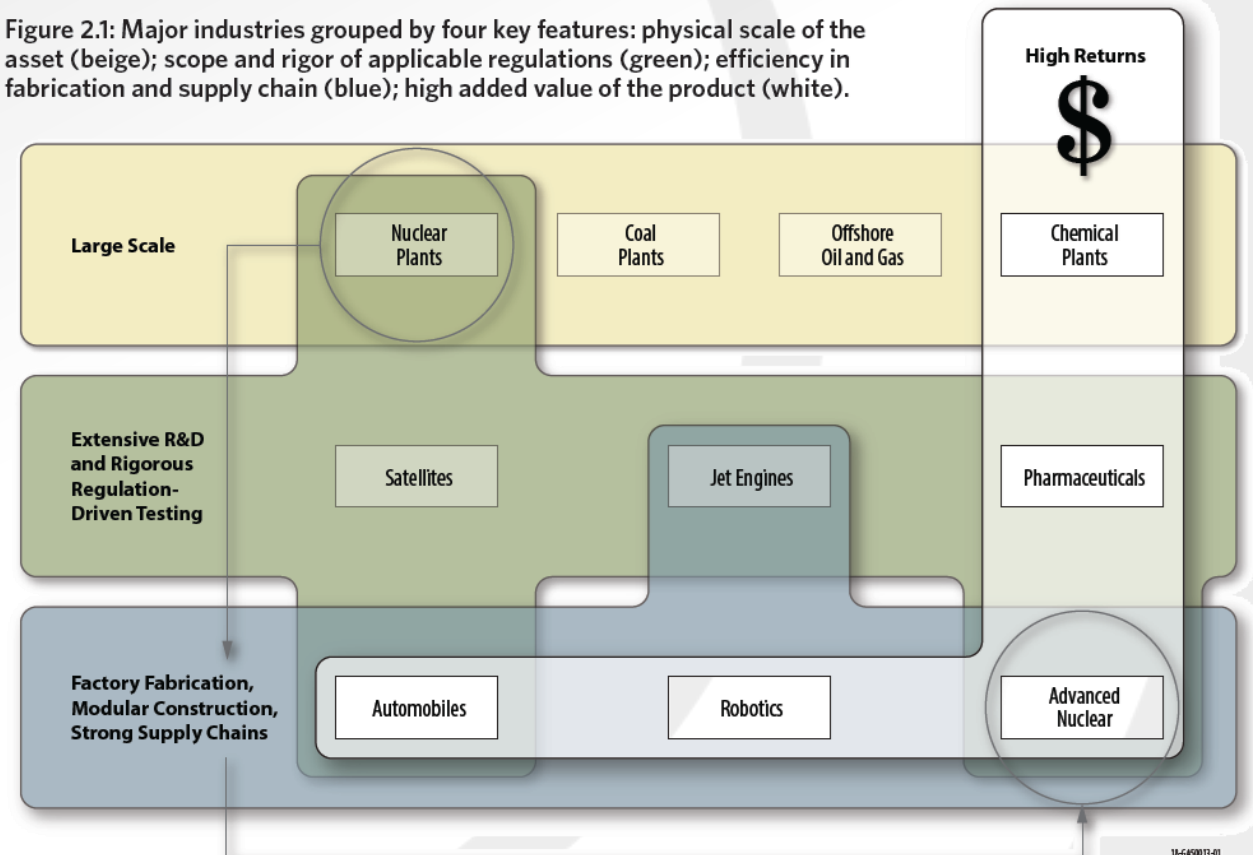 Figure 2.1: Major industries grouped by four key features: physical scale of the
asset (beige); scope and rigor of applicable regulations (green); efficiency in
fabrication and supply chain (blue); high added value of the product (white).
High Returns
$
Large Scale
Nuclear
Plants
Coal
Plants
Offshore
Oil and Gas
Chemical
Plants
Extensive R&D
and Rigorous
Regulation-
Driven Testing
Satellites
Jet Engines
Pharmaceuticals
Factory Fabrication,
Modular Construction,
Strong Supply Chains
Automobiles
Robotics
Advanced
Nuclear